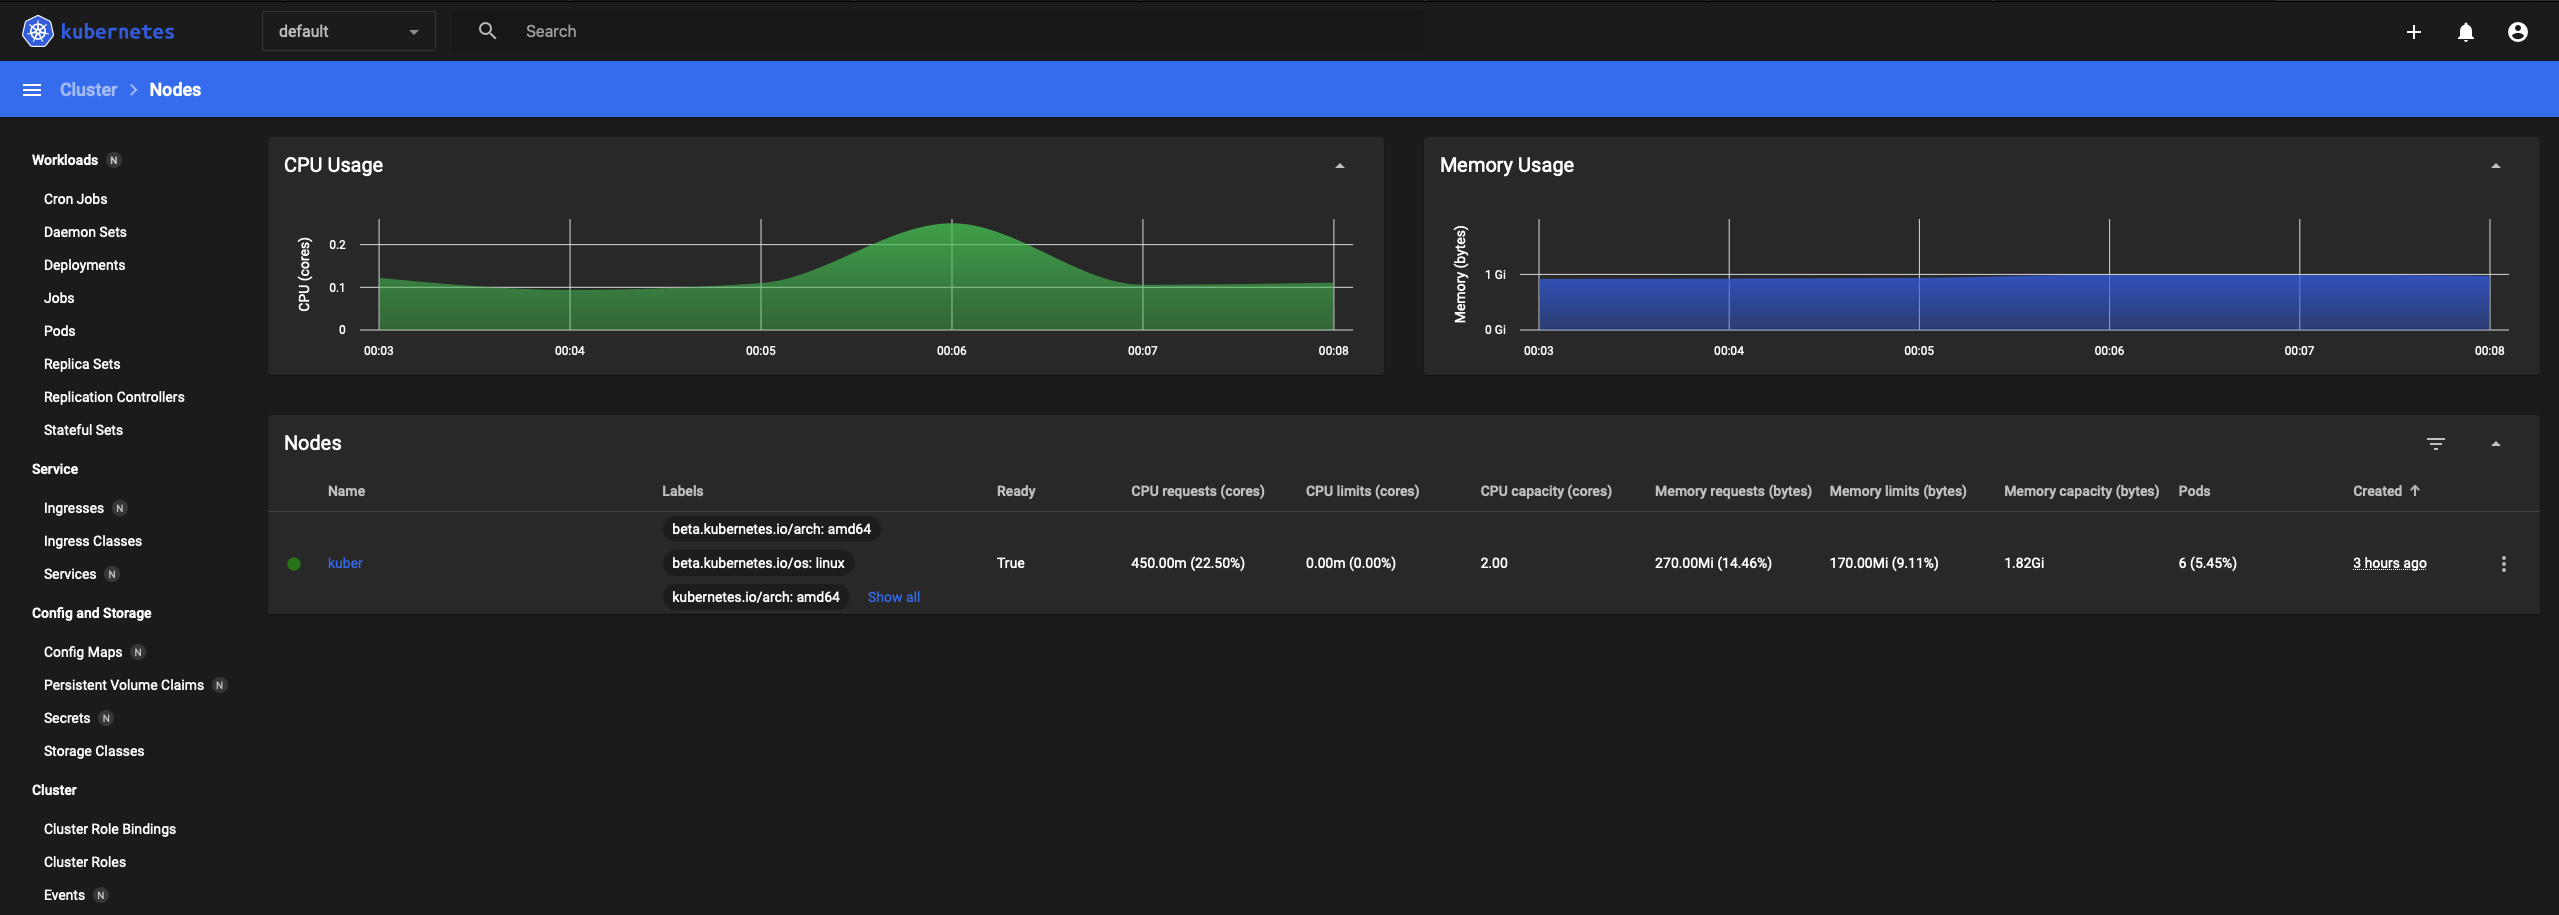 kubernetes
default
Search
Cluster > Nodes
Workloads N
Cron Jobs
Daemon Sets
Deployments
Jobs
Pods
Replica Sets
Replication Controllers
Stateful Sets
Service
Ingresses N
Ingress Classes
Services N
Config and Storage
Config Maps N
Persistent Volume Claims N
Secrets N
Storage Classes
Cluster
Cluster Role Bindings
Cluster Roles
Events N
CPU Usage
CPU (cores)
0.2
0.1
0
00:03 00:04 00:05 00:06 00:07 00:08
Memory Usage
Memory (bytes)
1 Gi
0 Gi
00:03 00:04 00:05 00:06 00:07 00:08
Nodes
Name Labels Ready CPU requests (cores) CPU limits (cores) CPU capacity (cores) Memory requests (bytes) Memory limits (bytes) Memory capacity (bytes) Pods Created
beta.kubernetes.io/arch: amd64
kuber beta.kubernetes.io/os: linux True 450.00m (22.50%) 0.00m (0.00%) 2.00 270.00Mi (14.46%) 170.00Mi (9.11%) 1.82Gi 6 (5.45%) 3 hours ago
kubernetes.io/arch: amd64 Show all